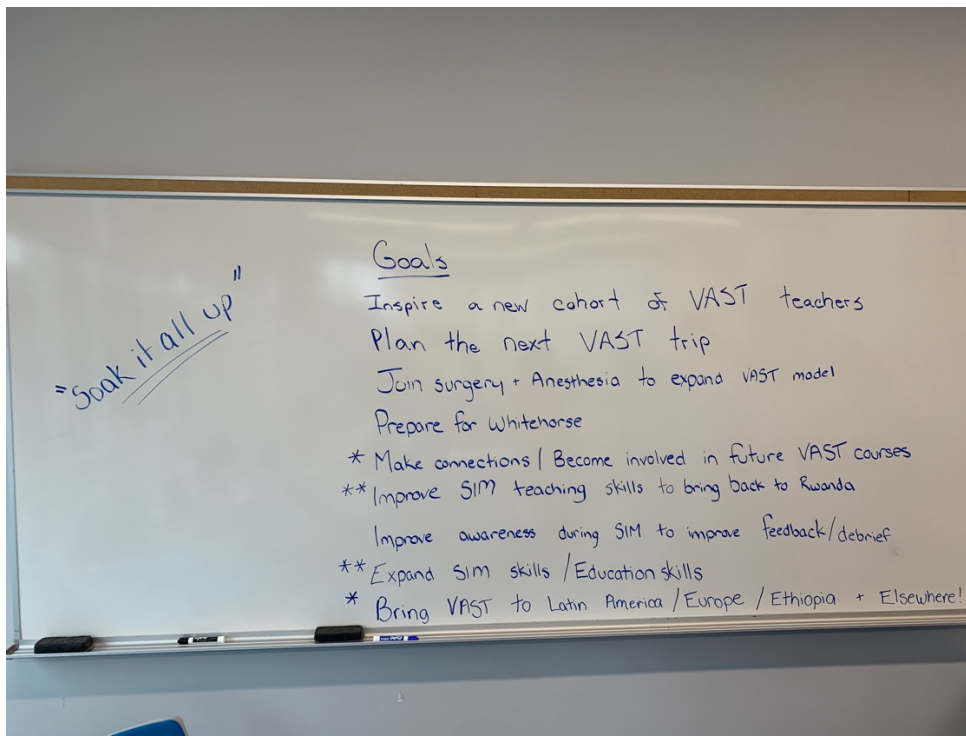 "Soak it all up"
Goals
Inspire a new cohort of VAST teachers
Plan the next VAST trip
Join surgery + Anesthesia to expand VAST model
Prepare for Whitehorse
* Make connections / Become involved in future VAST courses
** Improve SIM teaching skills to bring back to Rwanda
Improve awareness during SIM to improve feedback/debrief
** Expand SIM skills / Education skills
* Bring VAST to Latin America / Europe / Ethiopia + Elsewhere!